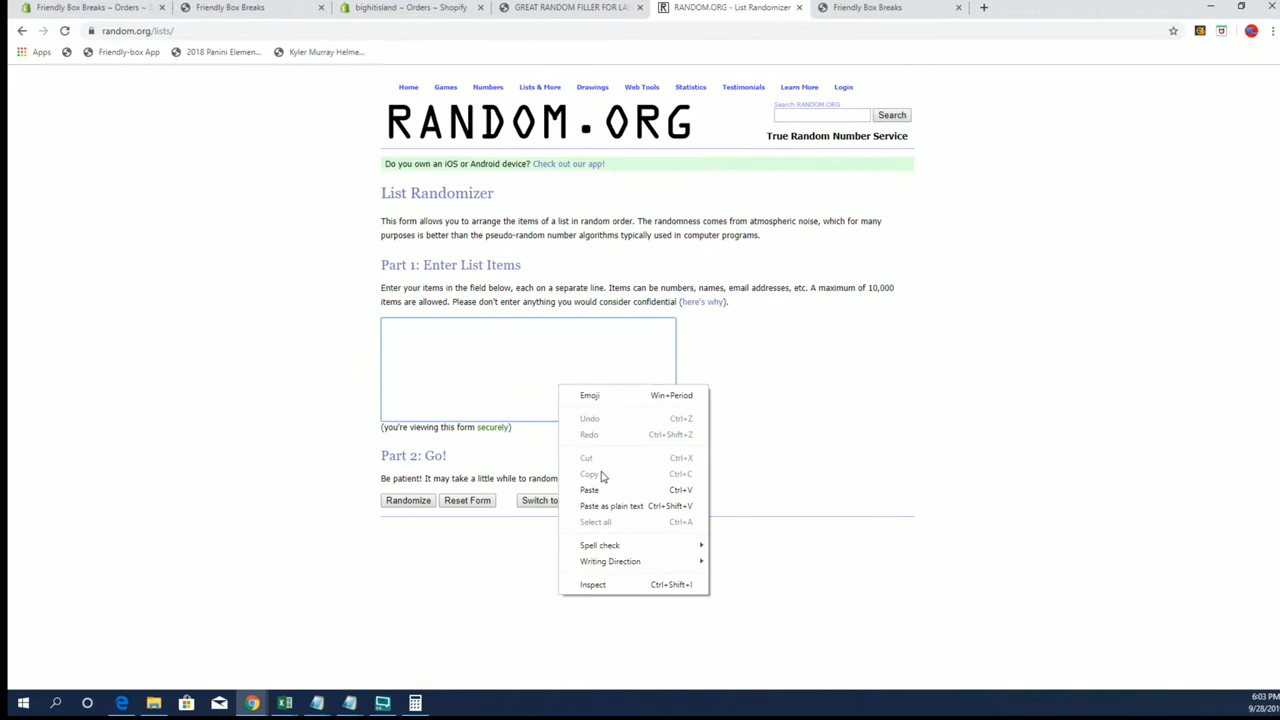 Friendly Box Breaks ~ Orders ~ S
Friendly Box Breaks
bighitisland ~ Orders ~ Shopify
GREAT RANDOM FILLER FOR LA
RANDOM.ORG - List Randomizer
Friendly Box Breaks
random.org/lists/
Apps
Friendly-box App
2018 Panini Elemen...
Kyler Murray Helme...
Home
Games
Numbers
Lists & More
Drawings
Web Tools
Statistics
Testimonials
Learn More
Login
RANDOM.ORG
Search RANDOM.ORG
Search
True Random Number Service
Do you own an iOS or Android device? Check out our app!
List Randomizer
This form allows you to arrange the items of a list in random order. The randomness comes from atmospheric noise, which for many
purposes is better than the pseudo-random number algorithms typically used in computer programs.
Part 1: Enter List Items
Enter your items in the field below, each on a separate line. Items can be numbers, names, email addresses, etc. A maximum of 10,000
items are allowed. Please don't enter anything you would consider confidential (here's why).
(you're viewing this form securely)
Part 2: Go!
Be patient! It may take a little while to random
Randomize
Reset Form
Switch to
Emoji Win+Period
Undo Ctrl+Z
Redo Ctrl+Shift+Z
Cut Ctrl+X
Copy Ctrl+C
Paste Ctrl+V
Paste as plain text Ctrl+Shift+V
Select all Ctrl+A
Spell check
Writing Direction
Inspect Ctrl+Shift+I
6:03 PM
9/28/201